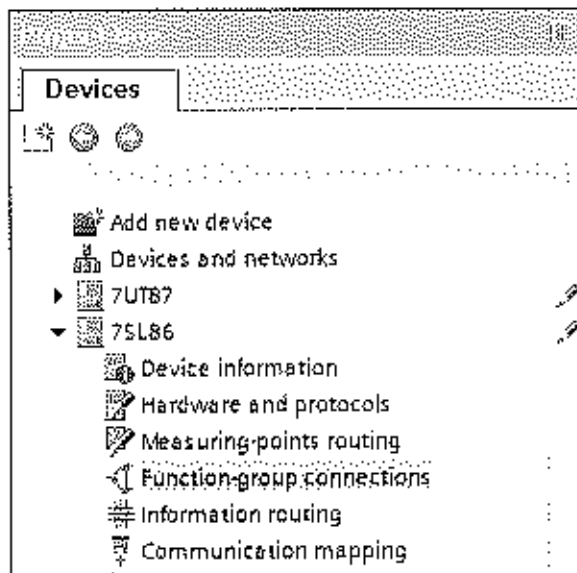 Devices
Add new device
Devices and networks
7UT87
7SL86
Device information
Hardware and protocols
Measuring-points routing
Function-group connections
Information routing
Communication mapping